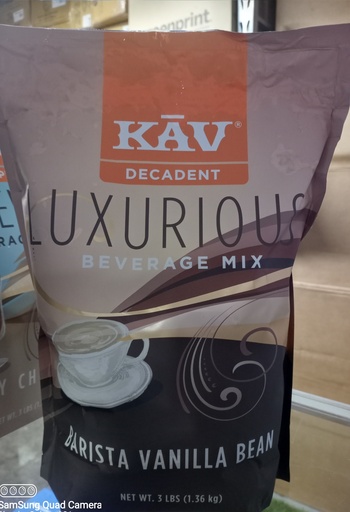 KĀV®
DECADENT
LUXURIOUS
BEVERAGE MIX
BARISTA VANILLA BEAN
NET WT. 3 LBS (1.36 kg)
SamSung Quad Camera